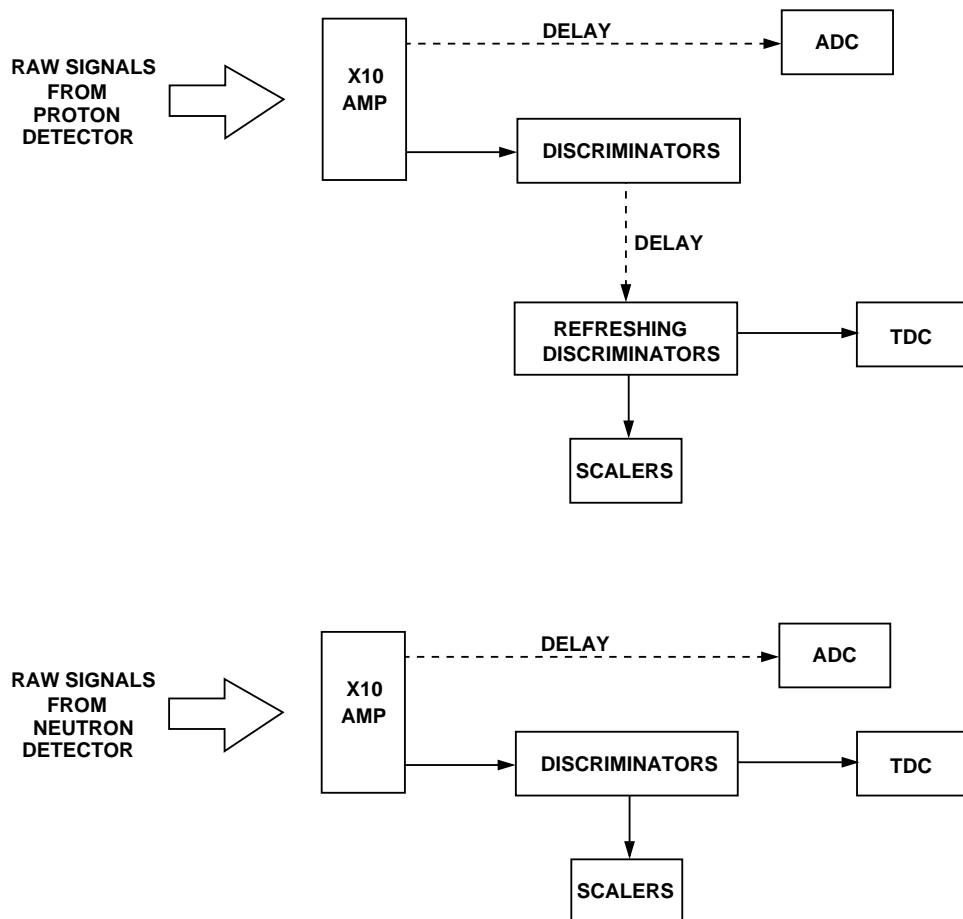 RAW SIGNALS
FROM
PROTON
DETECTOR
X10
AMP
DELAY
ADC
DISCRIMINATORS
DELAY
REFRESHING
DISCRIMINATORS
TDC
SCALERS
RAW SIGNALS
FROM
NEUTRON
DETECTOR
X10
AMP
DELAY
ADC
DISCRIMINATORS
TDC
SCALERS